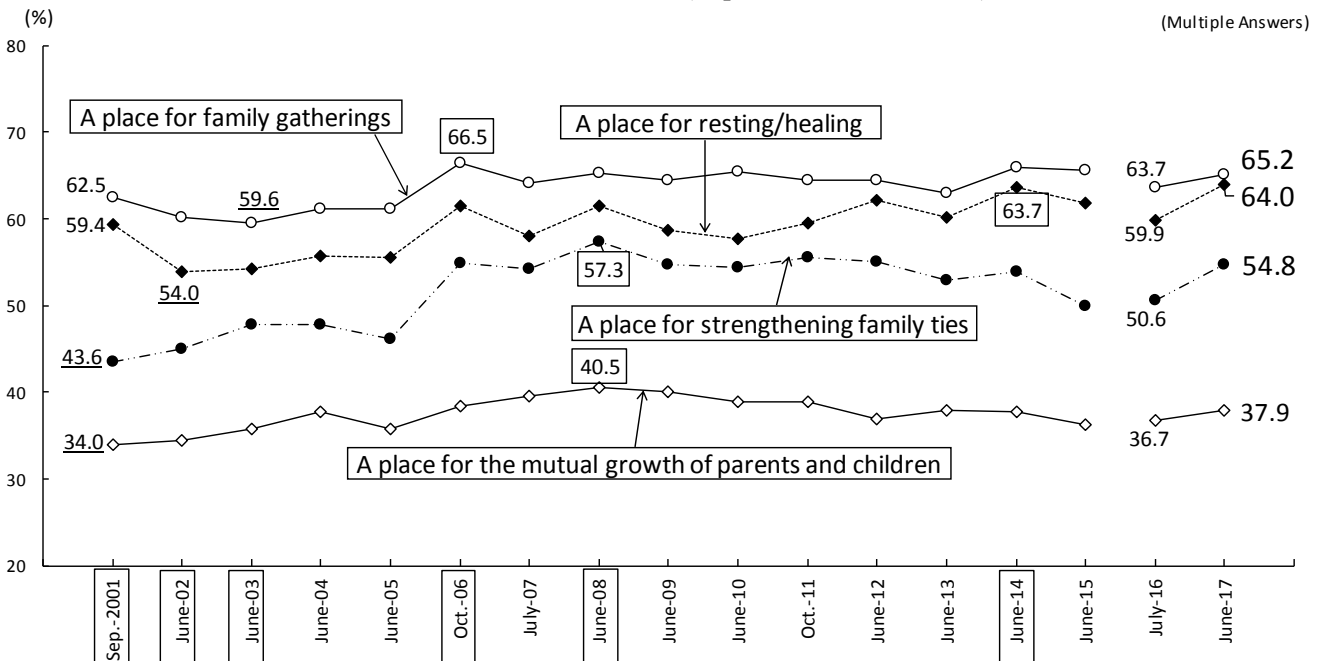 (%)
(Multiple Answers)
80
70
60
50
40
30
20
A place for family gatherings
A place for resting/healing
A place for strengthening family ties
A place for the mutual growth of parents and children
62.5
59.6
66.5
63.7
65.2
59.4
54.0
63.7
59.9
64.0
43.6
57.3
50.6
54.8
34.0
40.5
36.7
37.9
Sep.-2001
June-02
June-03
June-04
June-05
Oct.-06
July-07
June-08
June-09
June-10
Oct.-11
June-12
June-13
June-14
June-15
July-16
June-17